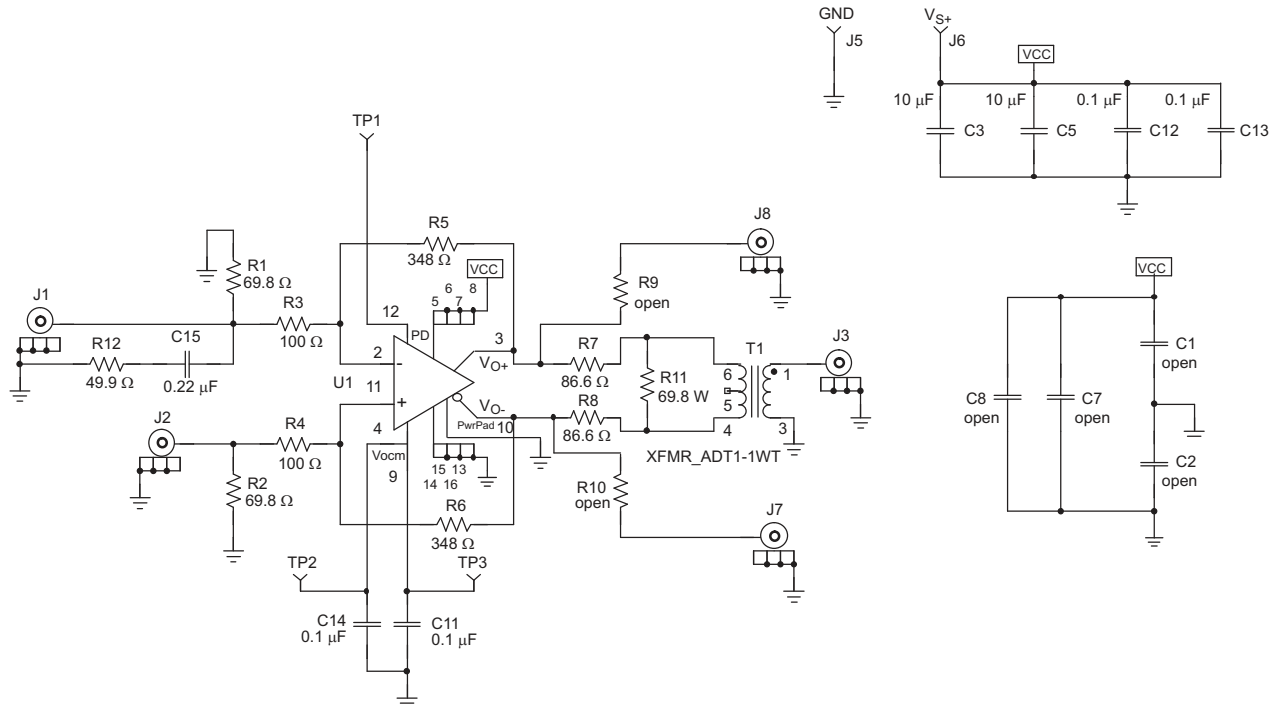 GND
J5
VS+
J6
VCC
10 µF
C3
10 µF
C5
0.1 µF
C12
0.1 µF
C13
TP1
R5
348 Ω
VCC
6 8
5 7
12
PD
J8
R9
open
J1
R1
69.8 Ω
R3
100 Ω
R12
49.9 Ω
C15
0.22 µF
2
-
U1
11
+
3
VO+
VO-
PwrPad
10
4
Vocm
9
15 13
14 16
R7
86.6 Ω
R8
86.6 Ω
R11
69.8 W
T1
6
5
4
1
3
XFMR_ADT1-1WT
J3
J2
R4
100 Ω
R2
69.8 Ω
R6
348 Ω
R10
open
J7
TP2
TP3
C14
0.1 µF
C11
0.1 µF
VCC
C1
open
C8
open
C7
open
C2
open